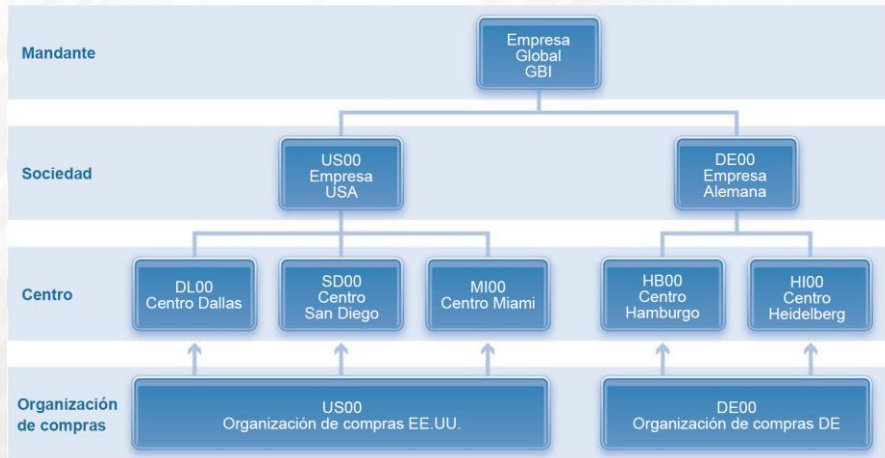 Mandante
Empresa
Global
GBI
Sociedad
US00
Empresa
USA
DE00
Empresa
Alemana
Centro
DL00
Centro Dallas
SD00
Centro
San Diego
MI00
Centro Miami
HB00
Centro
Hamburgo
HI00
Centro
Heidelberg
Organización
de compras
US00
Organización de compras EE.UU.
DE00
Organización de compras DE